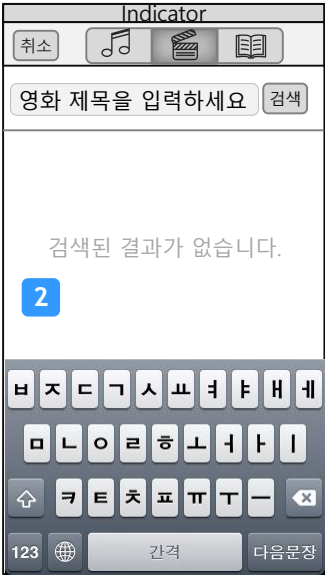 Indicator
취소
영화 제목을 입력하세요 검색
검색된 결과가 없습니다.
2
ㅂ ㅈ ㄷ ㄱ ㅅ ㅛ ㅕ ㅑ ㅐ ㅔ
ㅁ ㄴ ㅇ ㄹ ㅎ ㅗ ㅓ ㅏ ㅣ
ㅋ ㅌ ㅊ ㅍ ㅠ ㅜ ㅡ
123 간격 다음문장